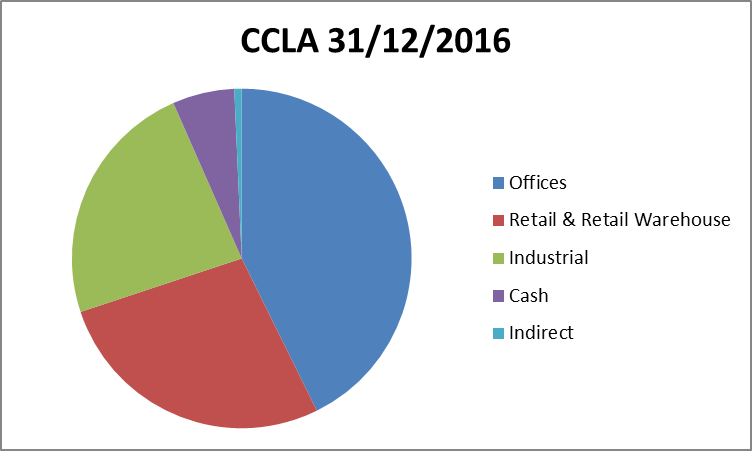 CCLA 31/12/2016
Offices
Retail & Retail Warehouse
Industrial
Cash
Indirect